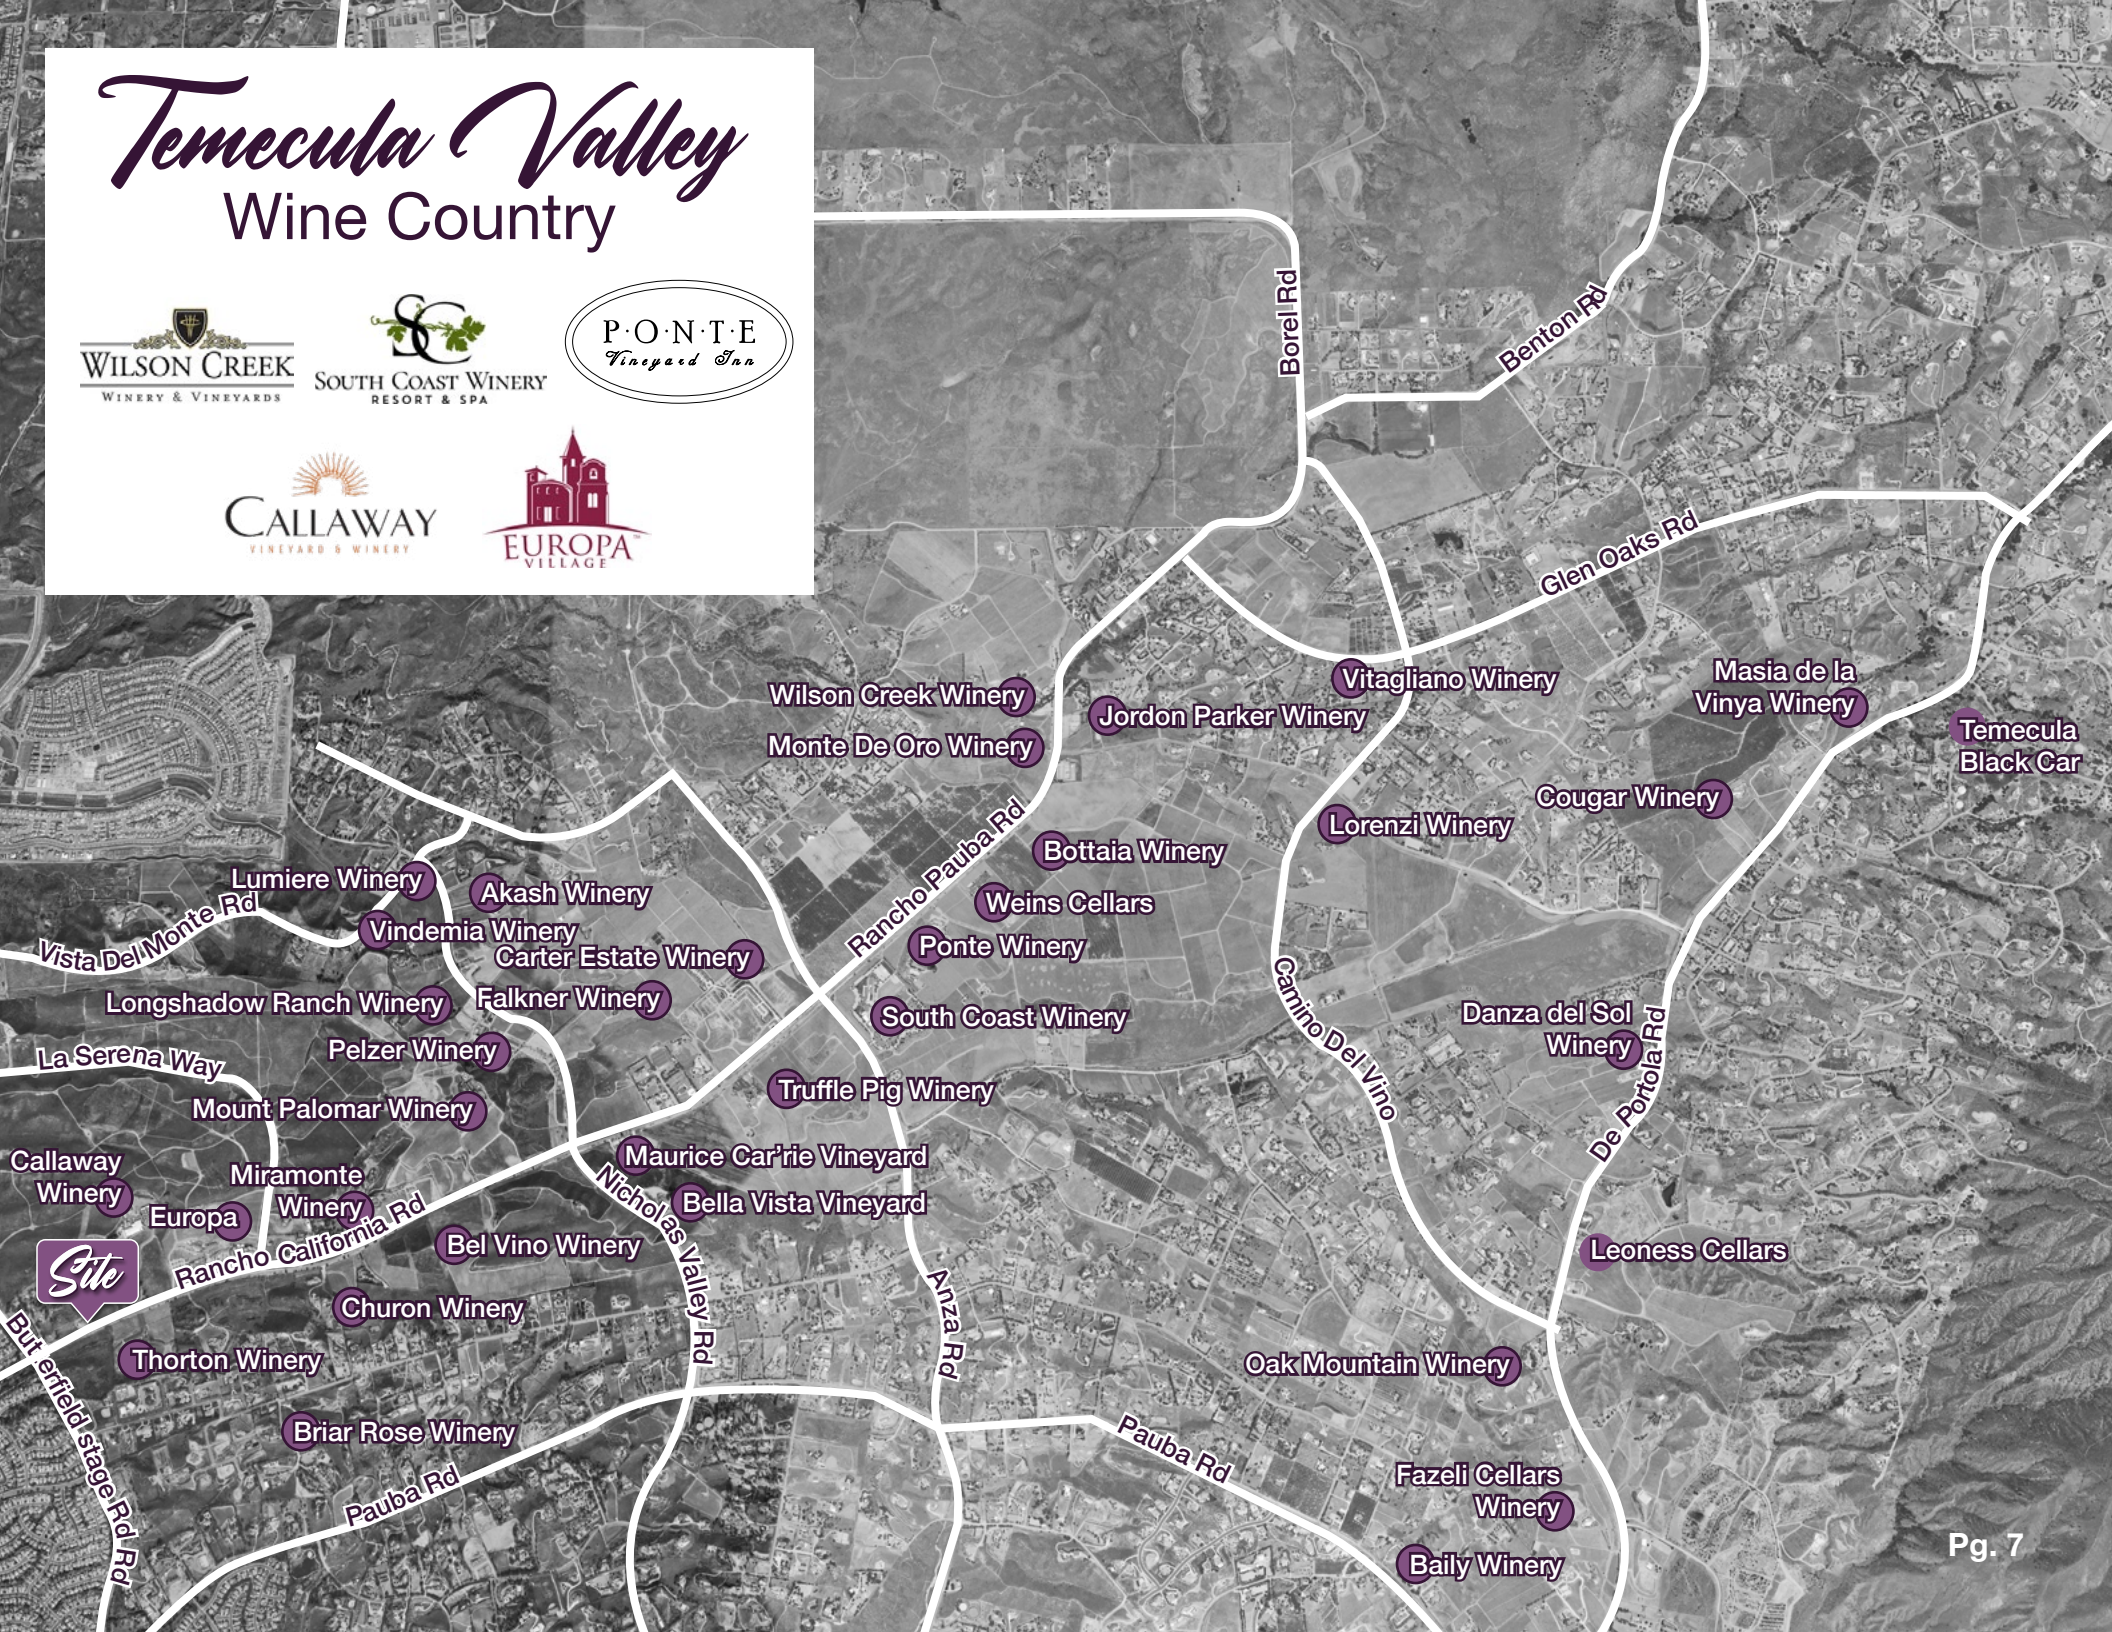 Temecula Valley
Wine Country
WILSON CREEK
WINERY & VINEYARDS
SC
SOUTH COAST WINERY
RESORT & SPA
P·O·N·T·E
Vineyard Inn
CALLAWAY
VINEYARD & WINERY
EUROPA™
VILLAGE
Borel Rd
Benton Rd
Glen Oaks Rd
Wilson Creek Winery
Monte De Oro Winery
Jordon Parker Winery
Vitagliano Winery
Masia de la
Vinya Winery
Temecula
Black Car
Cougar Winery
Lorenzi Winery
Rancho Pauba Rd
Bottaia Winery
Weins Cellars
Ponte Winery
Lumiere Winery
Akash Winery
Vista Del Monte Rd
Vindemia Winery
Carter Estate Winery
Longshadow Ranch Winery
Falkner Winery
South Coast Winery
Camino Del Vino
Danza del Sol
Winery
De Portola Rd
La Serena Way
Pelzer Winery
Truffle Pig Winery
Mount Palomar Winery
Callaway
Winery
Europa
Miramonte
Winery
Maurice Car'rie Vineyard
Bella Vista Vineyard
Nicholas Valley Rd
Rancho California Rd
Bel Vino Winery
Site
Churon Winery
Anza Rd
Leoness Cellars
Butterfield stage Rd Rd
Thorton Winery
Oak Mountain Winery
Briar Rose Winery
Pauba Rd
Pauba Rd
Fazeli Cellars
Winery
Baily Winery
Pg. 7